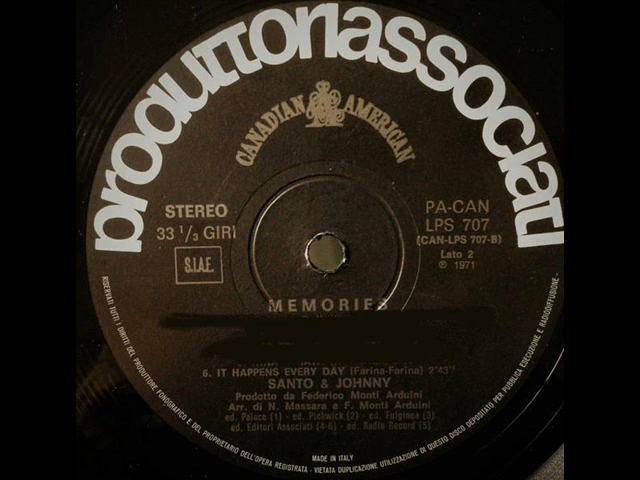 produttoriassociati
CANADIAN AMERICAN
STEREO
33 1/3 GIRI
S.I.A.E.
PA-CAN
LPS 707
(CAN-LPS 707-B)
Lato 2
℗ 1971
MEMORIES
6. IT HAPPENS EVERY DAY (Farina-Farina) 2'43''
SANTO & JOHNNY
Prodotto da Federico Monti Arduini
Arr. di N. Massara e F. Monti Arduini
ed. Palace (1) - ed. Pickwick (2) - ed. Fulginea (3)
ed. Editori Associati (4-6) - ed. Radio Record (5)
MADE IN ITALY
RISERVATI TUTTI I DIRITTI DEL PRODUTTORE FONOGRAFICO E DEL PROPRIETARIO DELL'OPERA REGISTRATA - VIETATA DUPLICAZIONE UTILIZZAZIONE DI QUESTO DISCO DEPOSITATO PER PUBBLICA ESECUZIONE E RADIODIFFUSIONE -